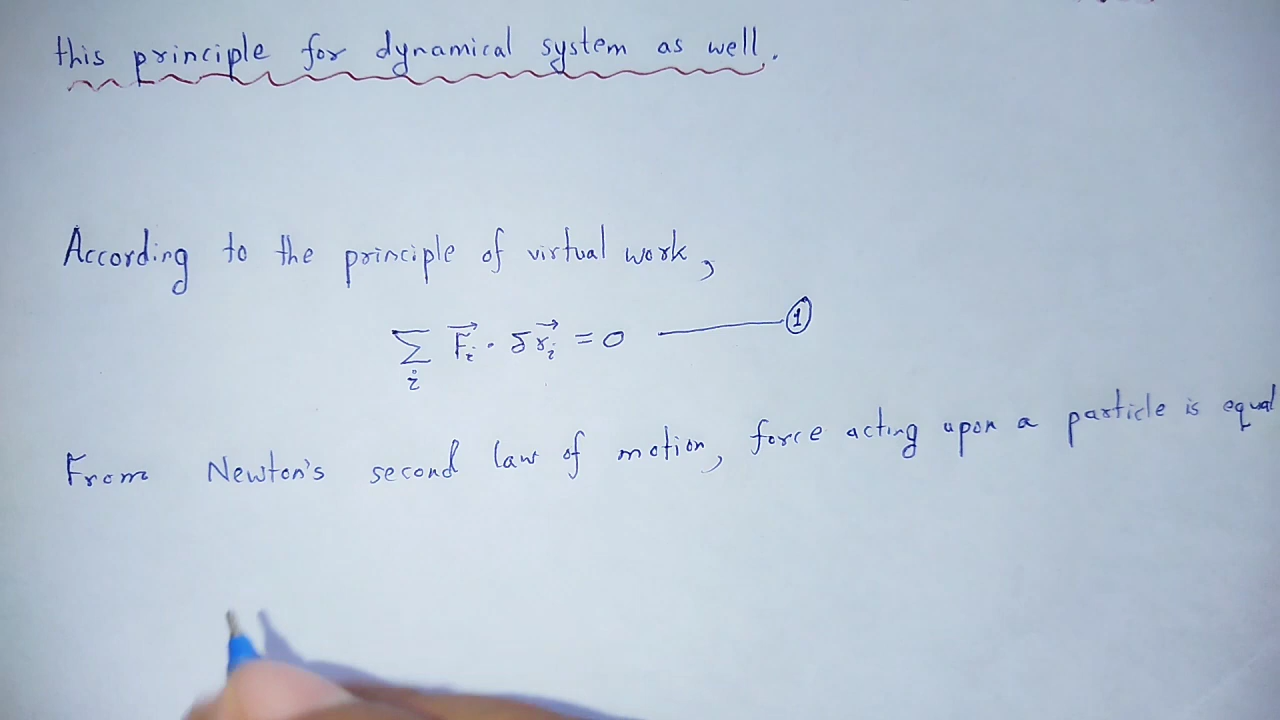 this principle for dynamical system as well.
According to the principle of virtual work,
∑ᵢ F⃗ᵢ · δr⃗ᵢ = 0 ——— ①
From Newton's second law of motion, force acting upon a particle is equal